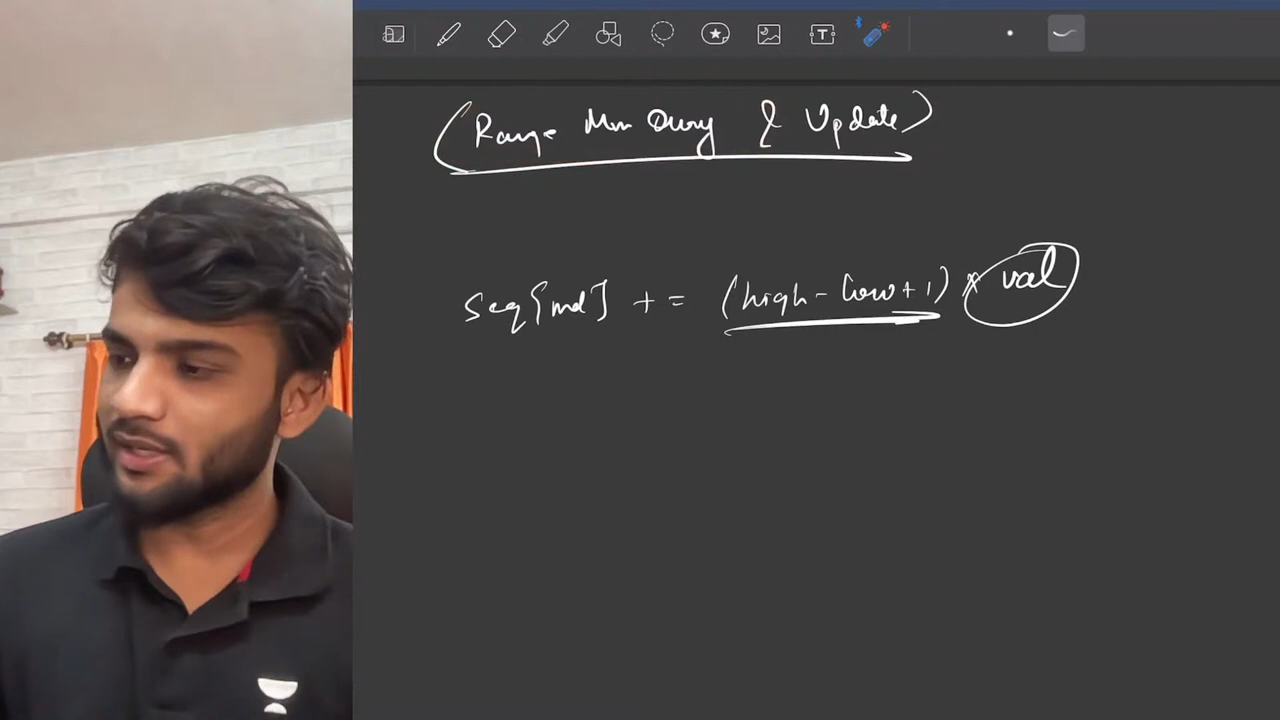 (Range Min Query & Update)
seg[ind] += (high - low + 1) × val
T